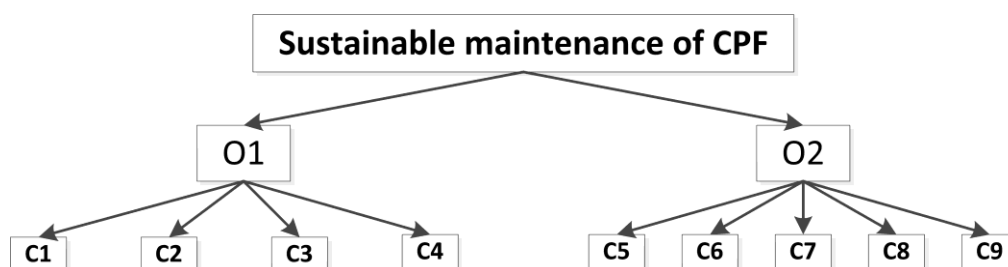 Sustainable maintenance of CPF
O1
O2
C1
C2
C3
C4
C5
C6
C7
C8
C9